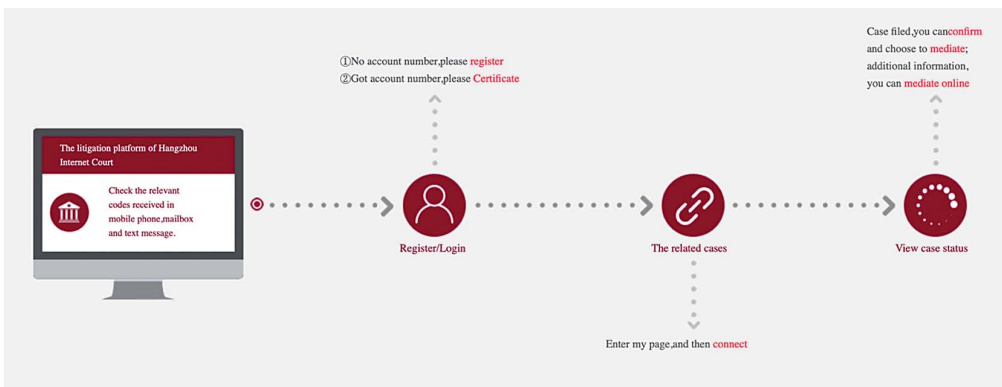 The litigation platform of Hangzhou
Internet Court
Check the relevant
codes received in
mobile phone,mailbox
and text message.
①No account number,please register
②Got account number,please Certificate
Register/Login
The related cases
Enter my page,and then connect
Case filed,you canconfirm
and choose to mediate;
additional information,
you can mediate online
View case status